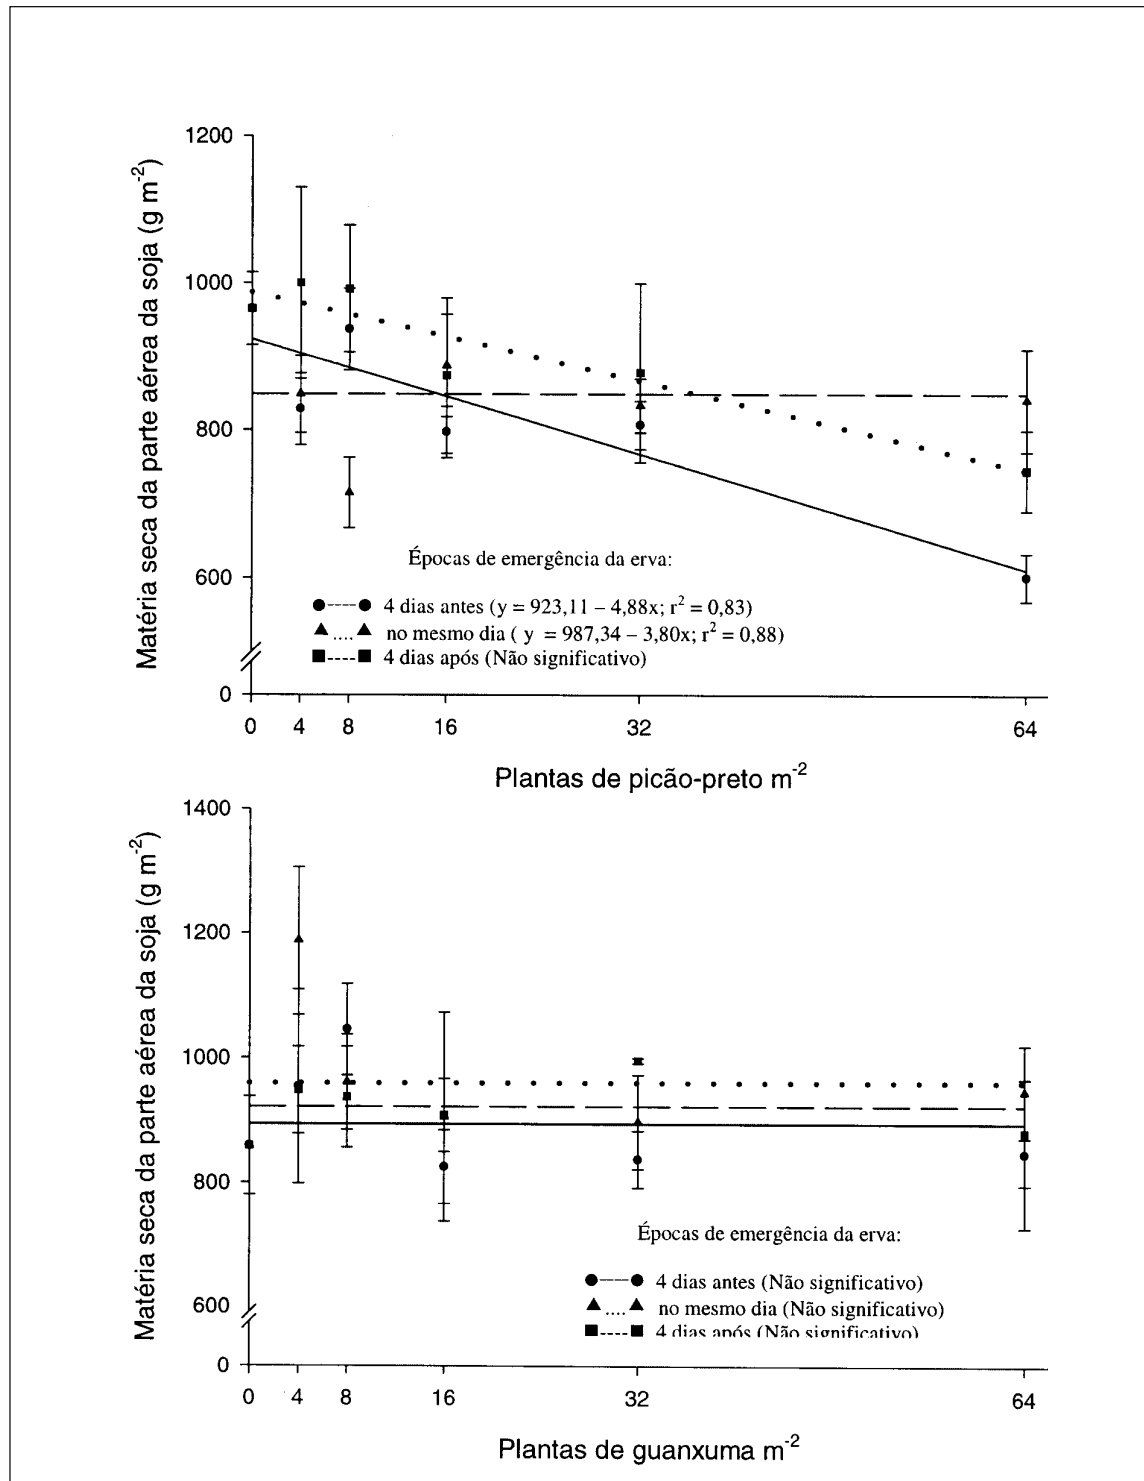 Matéria seca da parte aérea da soja (g m⁻²)
1200
1000
800
600
0
Épocas de emergência da erva:
4 dias antes (y = 923,11 – 4,88x; r² = 0,83)
no mesmo dia ( y = 987,34 – 3,80x; r² = 0,88)
4 dias após (Não significativo)
0 4 8 16 32 64
Plantas de picão-preto m⁻²
Matéria seca da parte aérea da soja (g m⁻²)
1400
1200
1000
800
600
0
Épocas de emergência da erva:
4 dias antes (Não significativo)
no mesmo dia (Não significativo)
4 dias após (Não significativo)
0 4 8 16 32 64
Plantas de guanxuma m⁻²